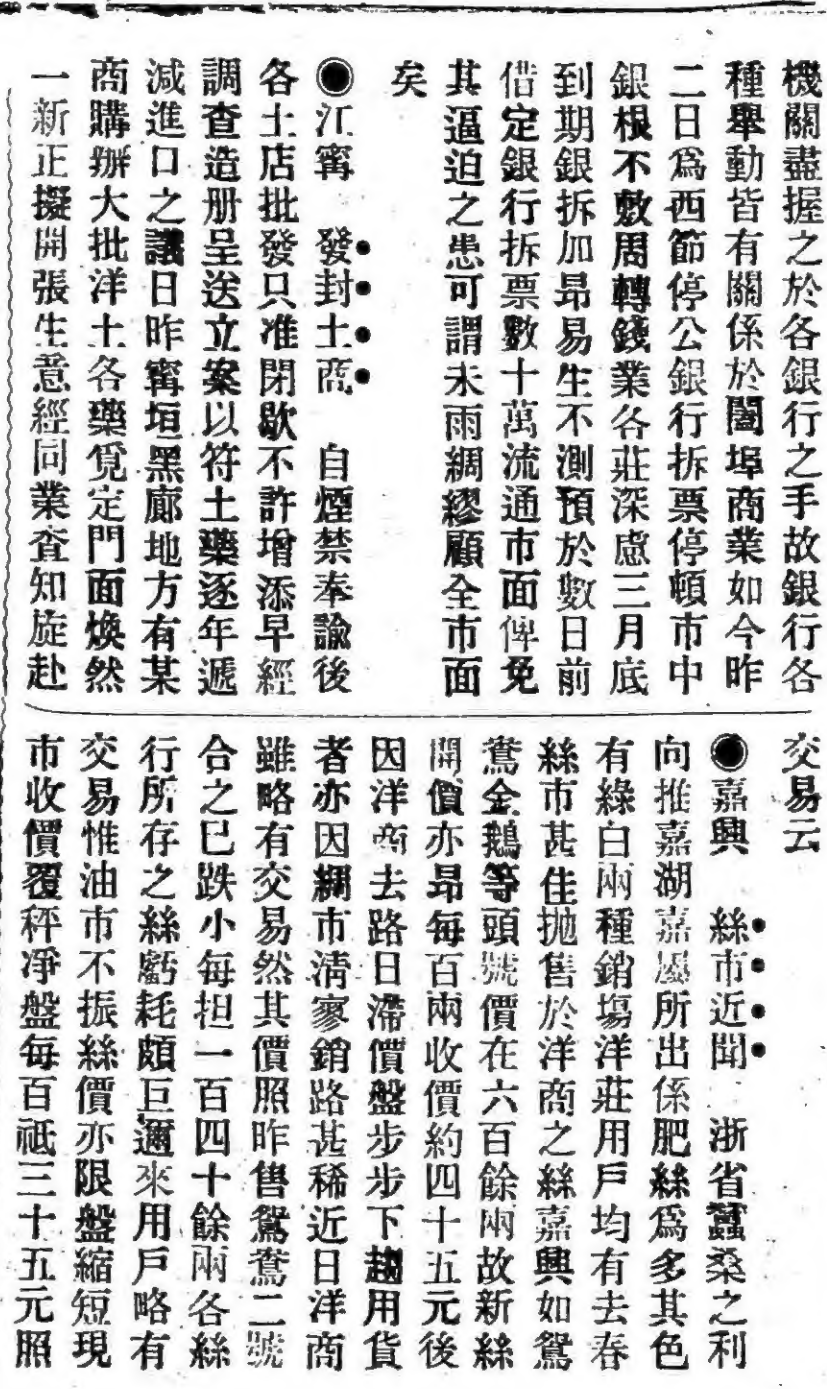 機關盡握之於各銀行之手故銀行各
種舉動皆有關係於闔埠商業如今昨
二日爲西節停公銀行拆票停頓市中
銀根不敷周轉錢業各莊深慮三月底
到期銀拆加昻易生不測預於數日前
借定銀行拆票數十萬流通市面俾免
其逼迫之患可謂未雨綢繆顧全市面
矣
◉江寗　發封土商　自煙禁奉諭後
各土店批發只准閉歇不許增添早經
調查造册呈送立案以符土藥逐年遞
減進口之議日昨寗垣黑廊地方有某
商購辦大批洋土各藥覓定門面煥然
一新正擬開張生意經同業查知旋赴
交易云
◉嘉興　絲市近聞　浙省蠶桑之利
向推嘉湖嘉屬所出係肥絲爲多其色
有綠白兩種銷塲洋莊用戶均有去春
絲市甚佳拋售於洋商之絲嘉興如鴛
鴦金鵝等頭號價在六百餘兩故新絲
開價亦昻每百兩收價約四十五元後
因洋商去路日滯價盤步步下趨用貨
者亦因綢市清寥銷路甚稀近日洋商
雖略有交易然其價照昨售鴛鴦二號
合之已跌小每担一百四十餘兩各絲
行所存之絲虧耗頗巨邇來用戶略有
交易惟油市不振絲價亦限盤縮短現
市收價覆秤凈盤每百祗三十五元照